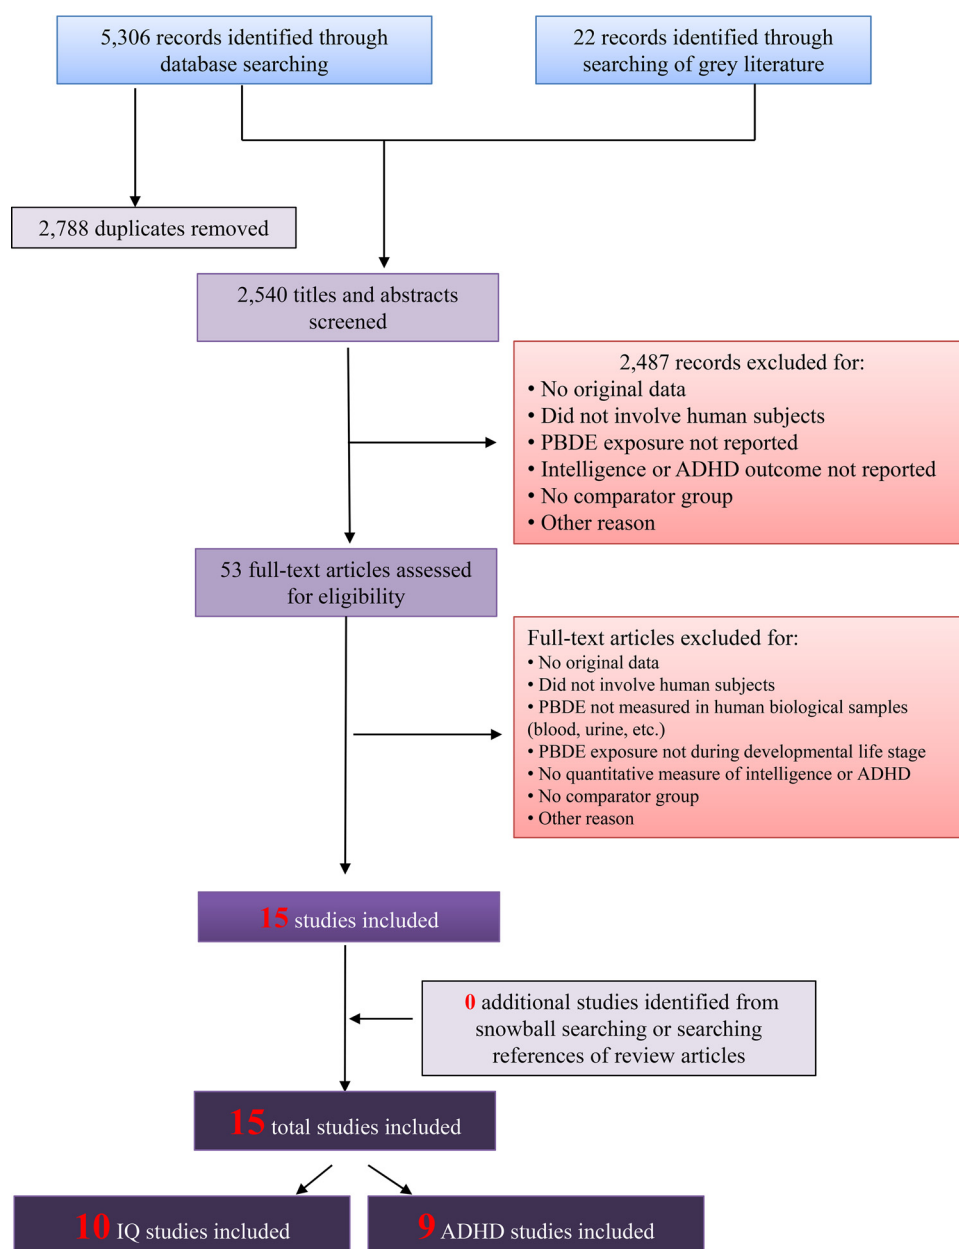 5,306 records identified through
database searching
22 records identified through
searching of grey literature
2,788 duplicates removed
2,540 titles and abstracts
screened
2,487 records excluded for:
• No original data
• Did not involve human subjects
• PBDE exposure not reported
• Intelligence or ADHD outcome not reported
• No comparator group
• Other reason
53 full-text articles assessed
for eligibility
Full-text articles excluded for:
• No original data
• Did not involve human subjects
• PBDE not measured in human biological samples
(blood, urine, etc.)
• PBDE exposure not during developmental life stage
• No quantitative measure of intelligence or ADHD
• No comparator group
• Other reason
15 studies included
0 additional studies identified from
snowball searching or searching
references of review articles
15 total studies included
10 IQ studies included
9 ADHD studies included